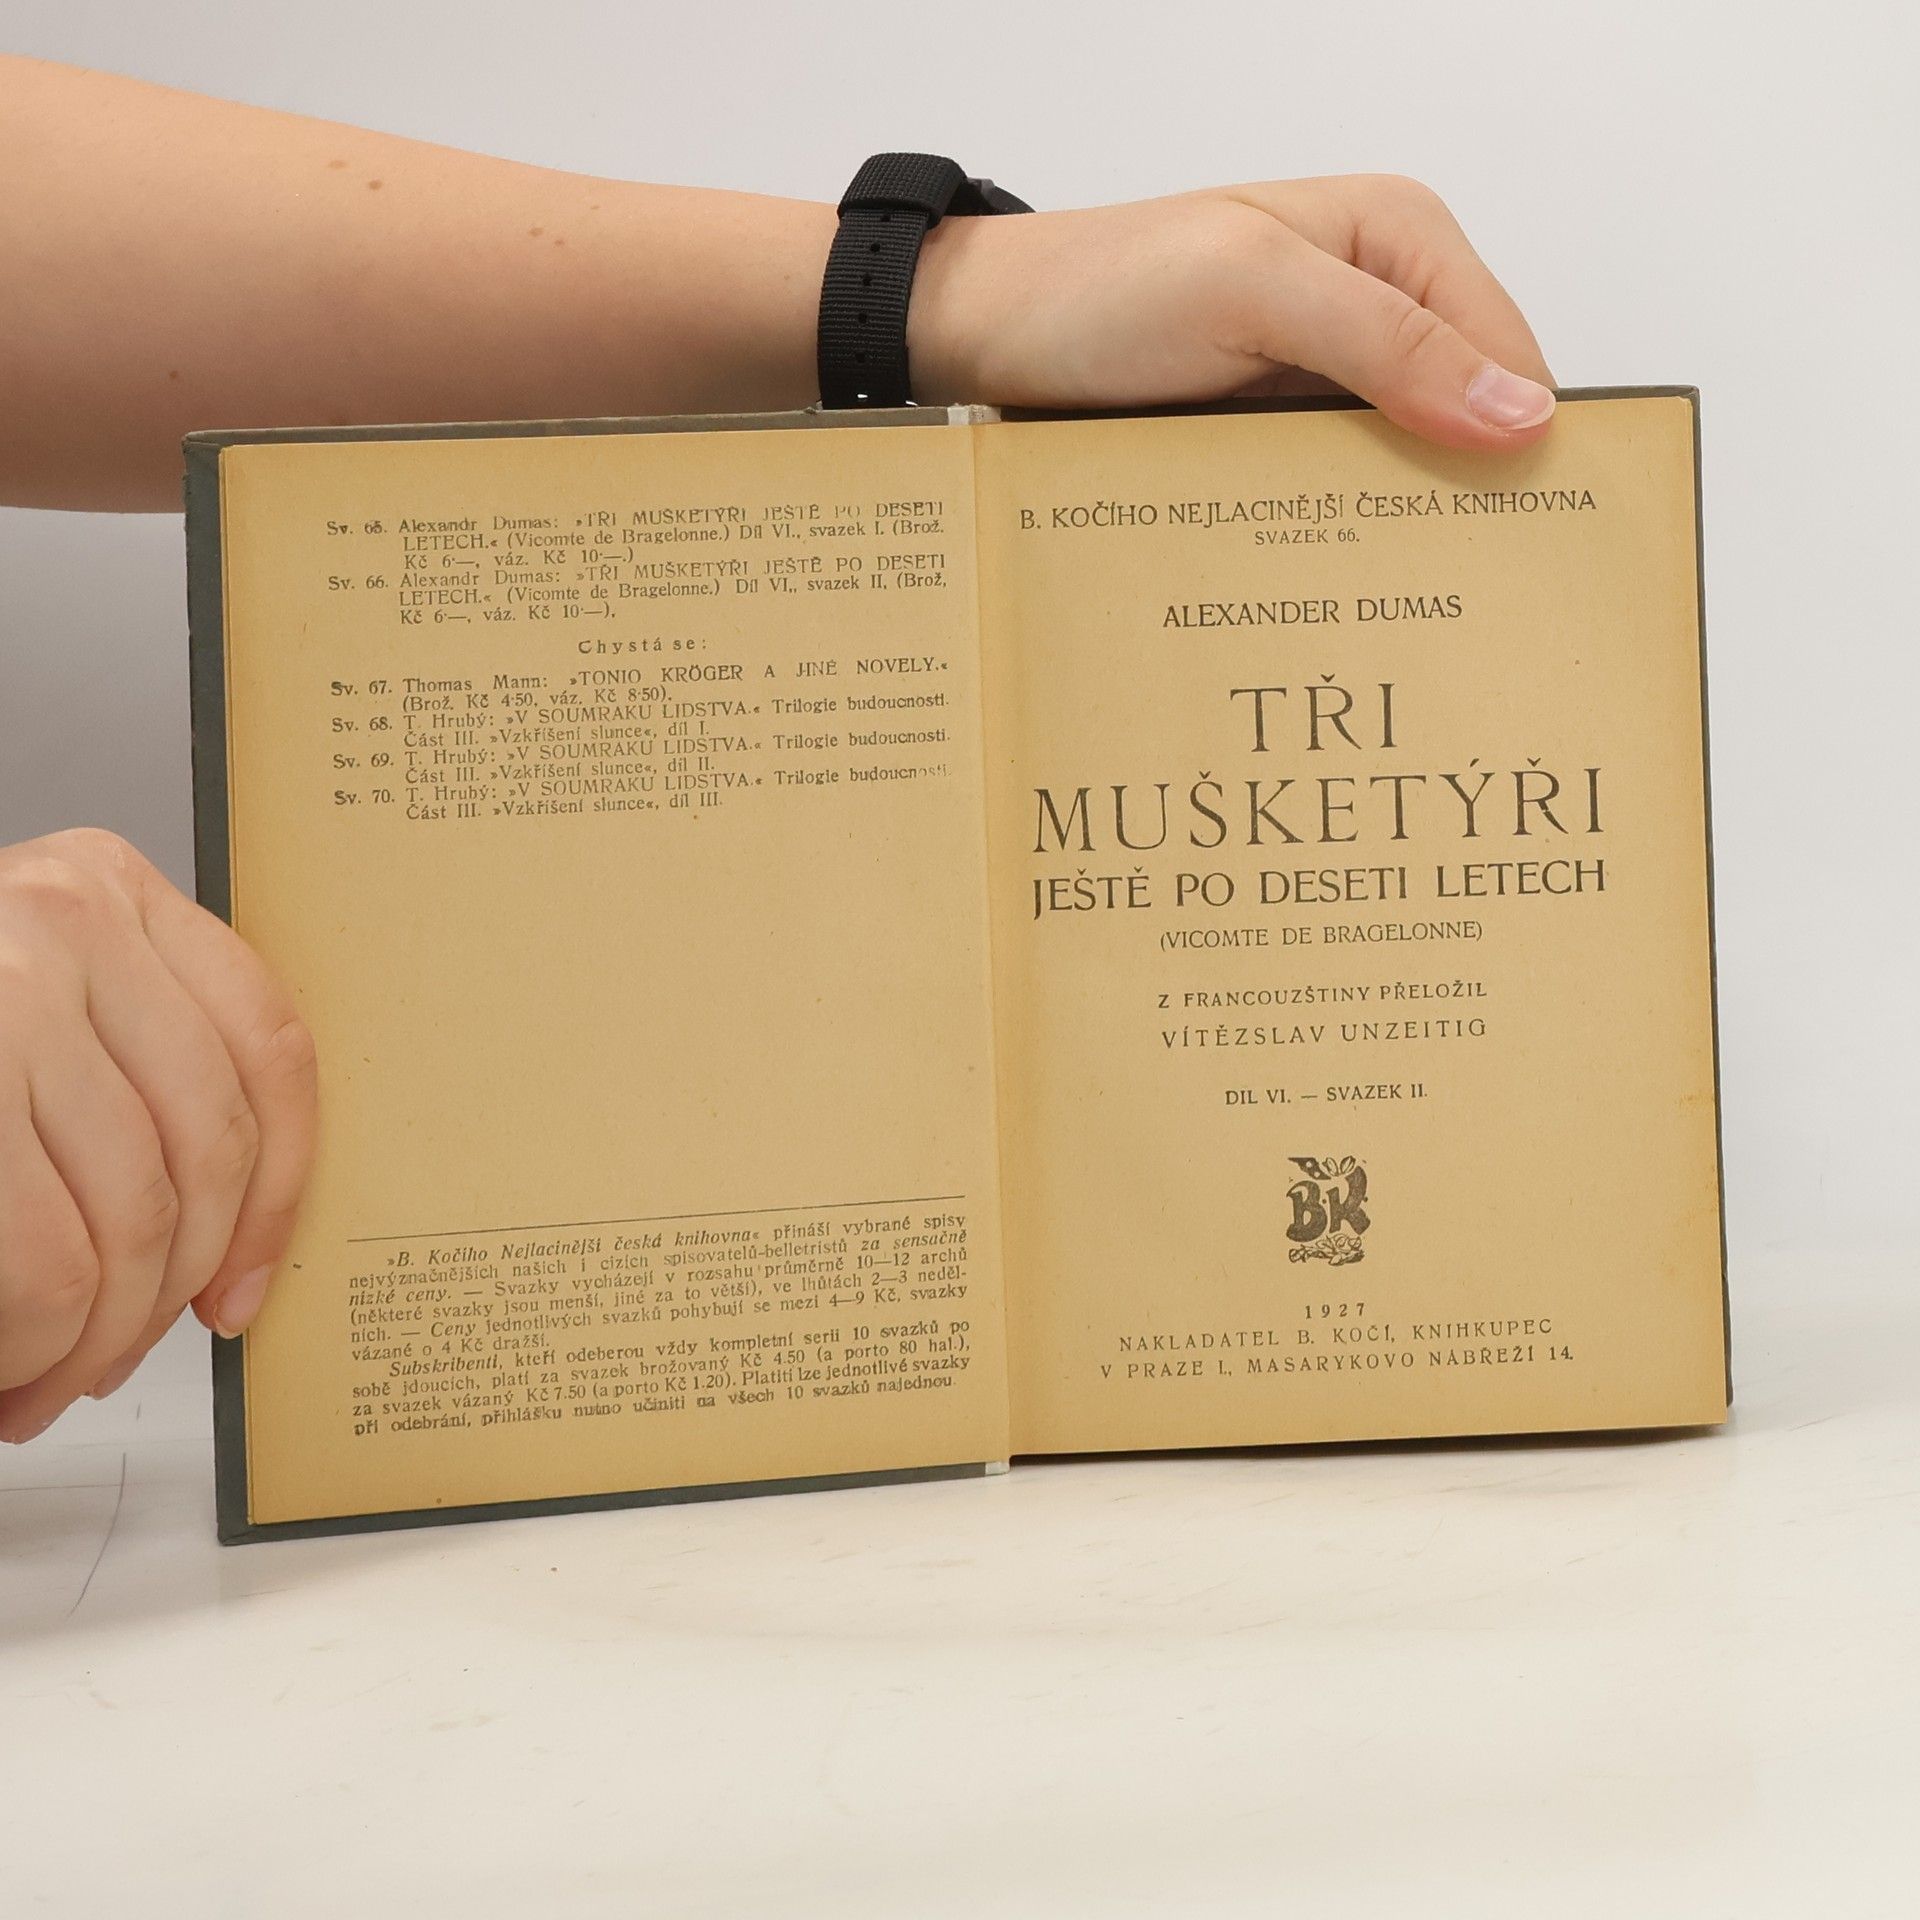 Sv. 65. Alexandr Dumas: »TŘI MUŠKETÝŘI JEŠTĚ PO DESETI
LETECH.« (Vicomte de Bragelonne.) Díl VI., svazek I. (Brož.
Kč 6·—, váz. Kč 10·—.)
Sv. 66. Alexandr Dumas: »TŘI MUŠKETÝŘI JEŠTĚ PO DESETI
LETECH.« (Vicomte de Bragelonne.) Díl VI., svazek II, (Brož,
Kč 6·—, váz. Kč 10·—),
Chystá se:
Sv. 67. Thomas Mann: »TONIO KRÖGER A JINÉ NOVELY.«
(Brož. Kč 4·50, váz. Kč 8·50).
Sv. 68. T. Hrubý: »V SOUMRAKU LIDSTVA.« Trilogie budoucnosti.
Část III. »Vzkříšení slunce«, díl I.
Sv. 69. T. Hrubý: »V SOUMRAKU LIDSTVA.« Trilogie budoucnosti.
Část III. »Vzkříšení slunce«, díl II.
Sv. 70. T. Hrubý: »V SOUMRAKU LIDSTVA.« Trilogie budoucnosti.
Část III. »Vzkříšení slunce«, díl III.
»B. Kočího Nejlacinější česká knihovna« přináší vybrané spisy
nejvýznačnějších našich i cizích spisovatelů-belletristů za sensačně
nízké ceny. — Svazky vycházejí v rozsahu průměrně 10—12 archů
(některé svazky jsou menší, jiné za to větší), ve lhůtách 2—3 neděl-
ních. — Ceny jednotlivých svazků pohybují se mezi 4—9 Kč, svazky
vázané o 4 Kč dražší.
Subskribenti, kteří odeberou vždy kompletní serii 10 svazků po
sobě jdoucích, platí za svazek brožovaný Kč 4.50 (a porto 80 hal.),
za svazek vázaný Kč 7.50 (a porto Kč 1.20). Platiti lze jednotlivé svazky
při odebrání, přihlášku nutno učiniti na všech 10 svazků najednou.
B. KOČÍHO NEJLACINĚJŠÍ ČESKÁ KNIHOVNA
SVAZEK 66.
ALEXANDER DUMAS
TŘI
MUŠKETÝŘI
JEŠTĚ PO DESETI LETECH
(VICOMTE DE BRAGELONNE)
Z FRANCOUZŠTINY PŘELOŽIL
VÍTĚZSLAV UNZEITIG
DÍL VI. — SVAZEK II.
B.K.
1927
NAKLADATEL B. KOČÍ, KNIHKUPEC
V PRAZE I., MASARYKOVO NÁBŘEŽÍ 14.